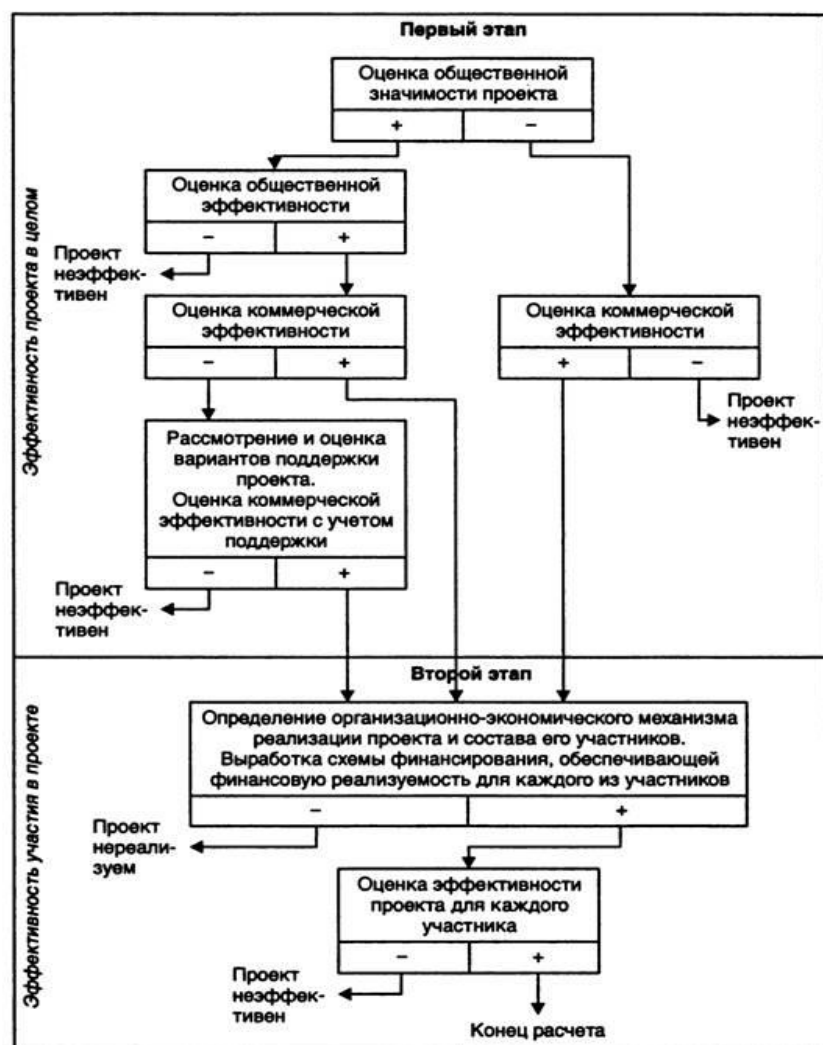 Первый этап
Эффективность проекта в целом
Оценка общественной
значимости проекта
+ –
Оценка общественной
эффективности
– +
Проект
неэффек-
тивен
Оценка коммерческой
эффективности
– +
Оценка коммерческой
эффективности
+ –
Проект
неэффек-
тивен
Рассмотрение и оценка
вариантов поддержки
проекта.
Оценка коммерческой
эффективности с учетом
поддержки
– +
Проект
неэффек-
тивен
Второй этап
Эффективность участия в проекте
Определение организационно-экономического механизма
реализации проекта и состава его участников.
Выработка схемы финансирования, обеспечивающей
финансовую реализуемость для каждого из участников
– +
Проект
нереали-
зуем
Оценка эффективности
проекта для каждого
участника
– +
Проект
неэффек-
тивен
Конец расчета